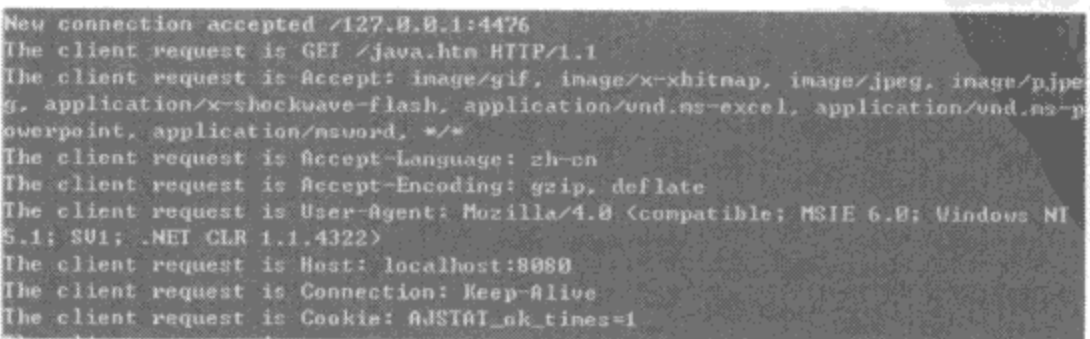 New connection accepted /127.0.0.1:4476
The client request is GET /java.htm HTTP/1.1
The client request is Accept: image/gif, image/x-xbitmap, image/jpeg, image/pjpe
g, application/x-shockwave-flash, application/vnd.ms-excel, application/vnd.ms-p
owerpoint, application/msword, */*
The client request is Accept-Language: zh-cn
The client request is Accept-Encoding: gzip, deflate
The client request is User-Agent: Mozilla/4.0 (compatible; MSIE 6.0; Windows NT
5.1; SV1; .NET CLR 1.1.4322)
The client request is Host: localhost:8080
The client request is Connection: Keep-Alive
The client request is Cookie: AJSTAT_ok_times=1